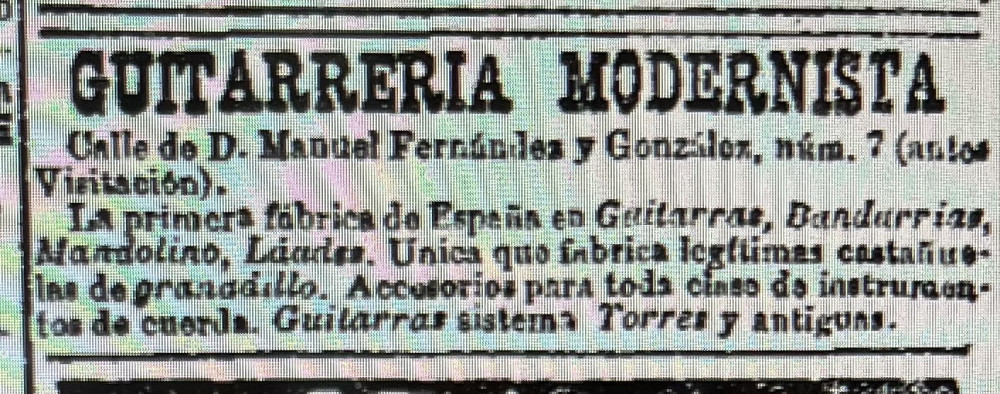 GUITARRERIA MODERNISTA
Calle de D. Manuel Fernández y González, núm. 7 (antes
Visitación).
La primera fábrica de España en Guitarras, Bandurrias,
Mandolino, Láudes. Unica que fabrica legítimas castañue-
las de granadillo. Accesorios para toda clase de instrumen-
tos de cuerda. Guitarras sistema Torres y antiguas.